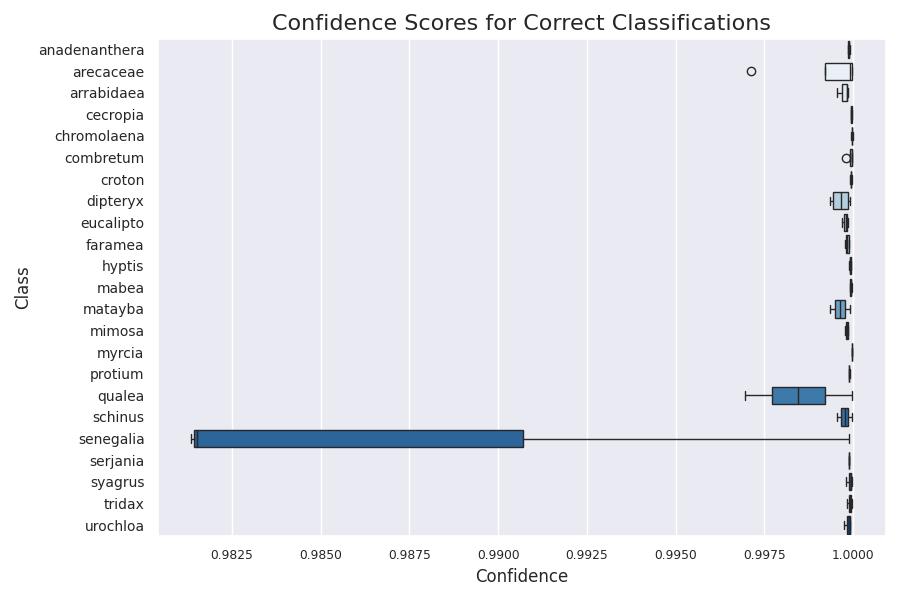 Confidence Scores for Correct Classifications
Class
anadenanthera
arecaceae
arrabidaea
cecropia
chromolaena
combretum
croton
dipteryx
eucalipto
faramea
hyptis
mabea
matayba
mimosa
myrcia
protium
qualea
schinus
senegalia
serjania
syagrus
tridax
urochloa
0.9825 0.9850 0.9875 0.9900 0.9925 0.9950 0.9975 1.0000
Confidence